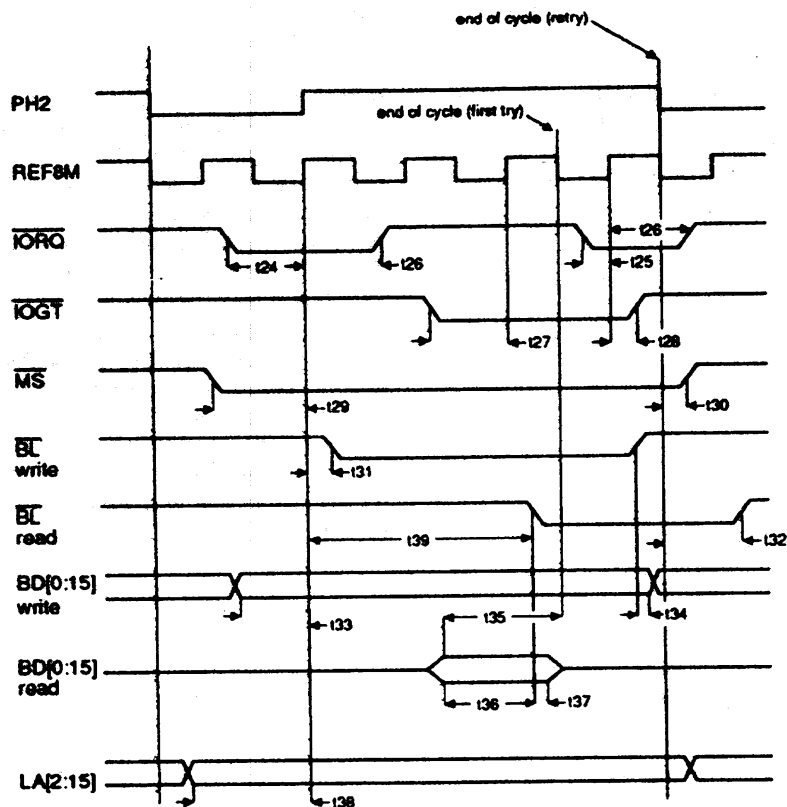 end of cycle (retry)
PH2
end of cycle (first try)
REF8M
IORQ
t24
t26
t25
t26
IOGT
t27
t28
MS
t29
t30
BL
write
t31
BL
read
t39
t32
BD[0:15]
write
t33
t35
t34
BD[0:15]
read
t36
t37
LA[2:15]
t38